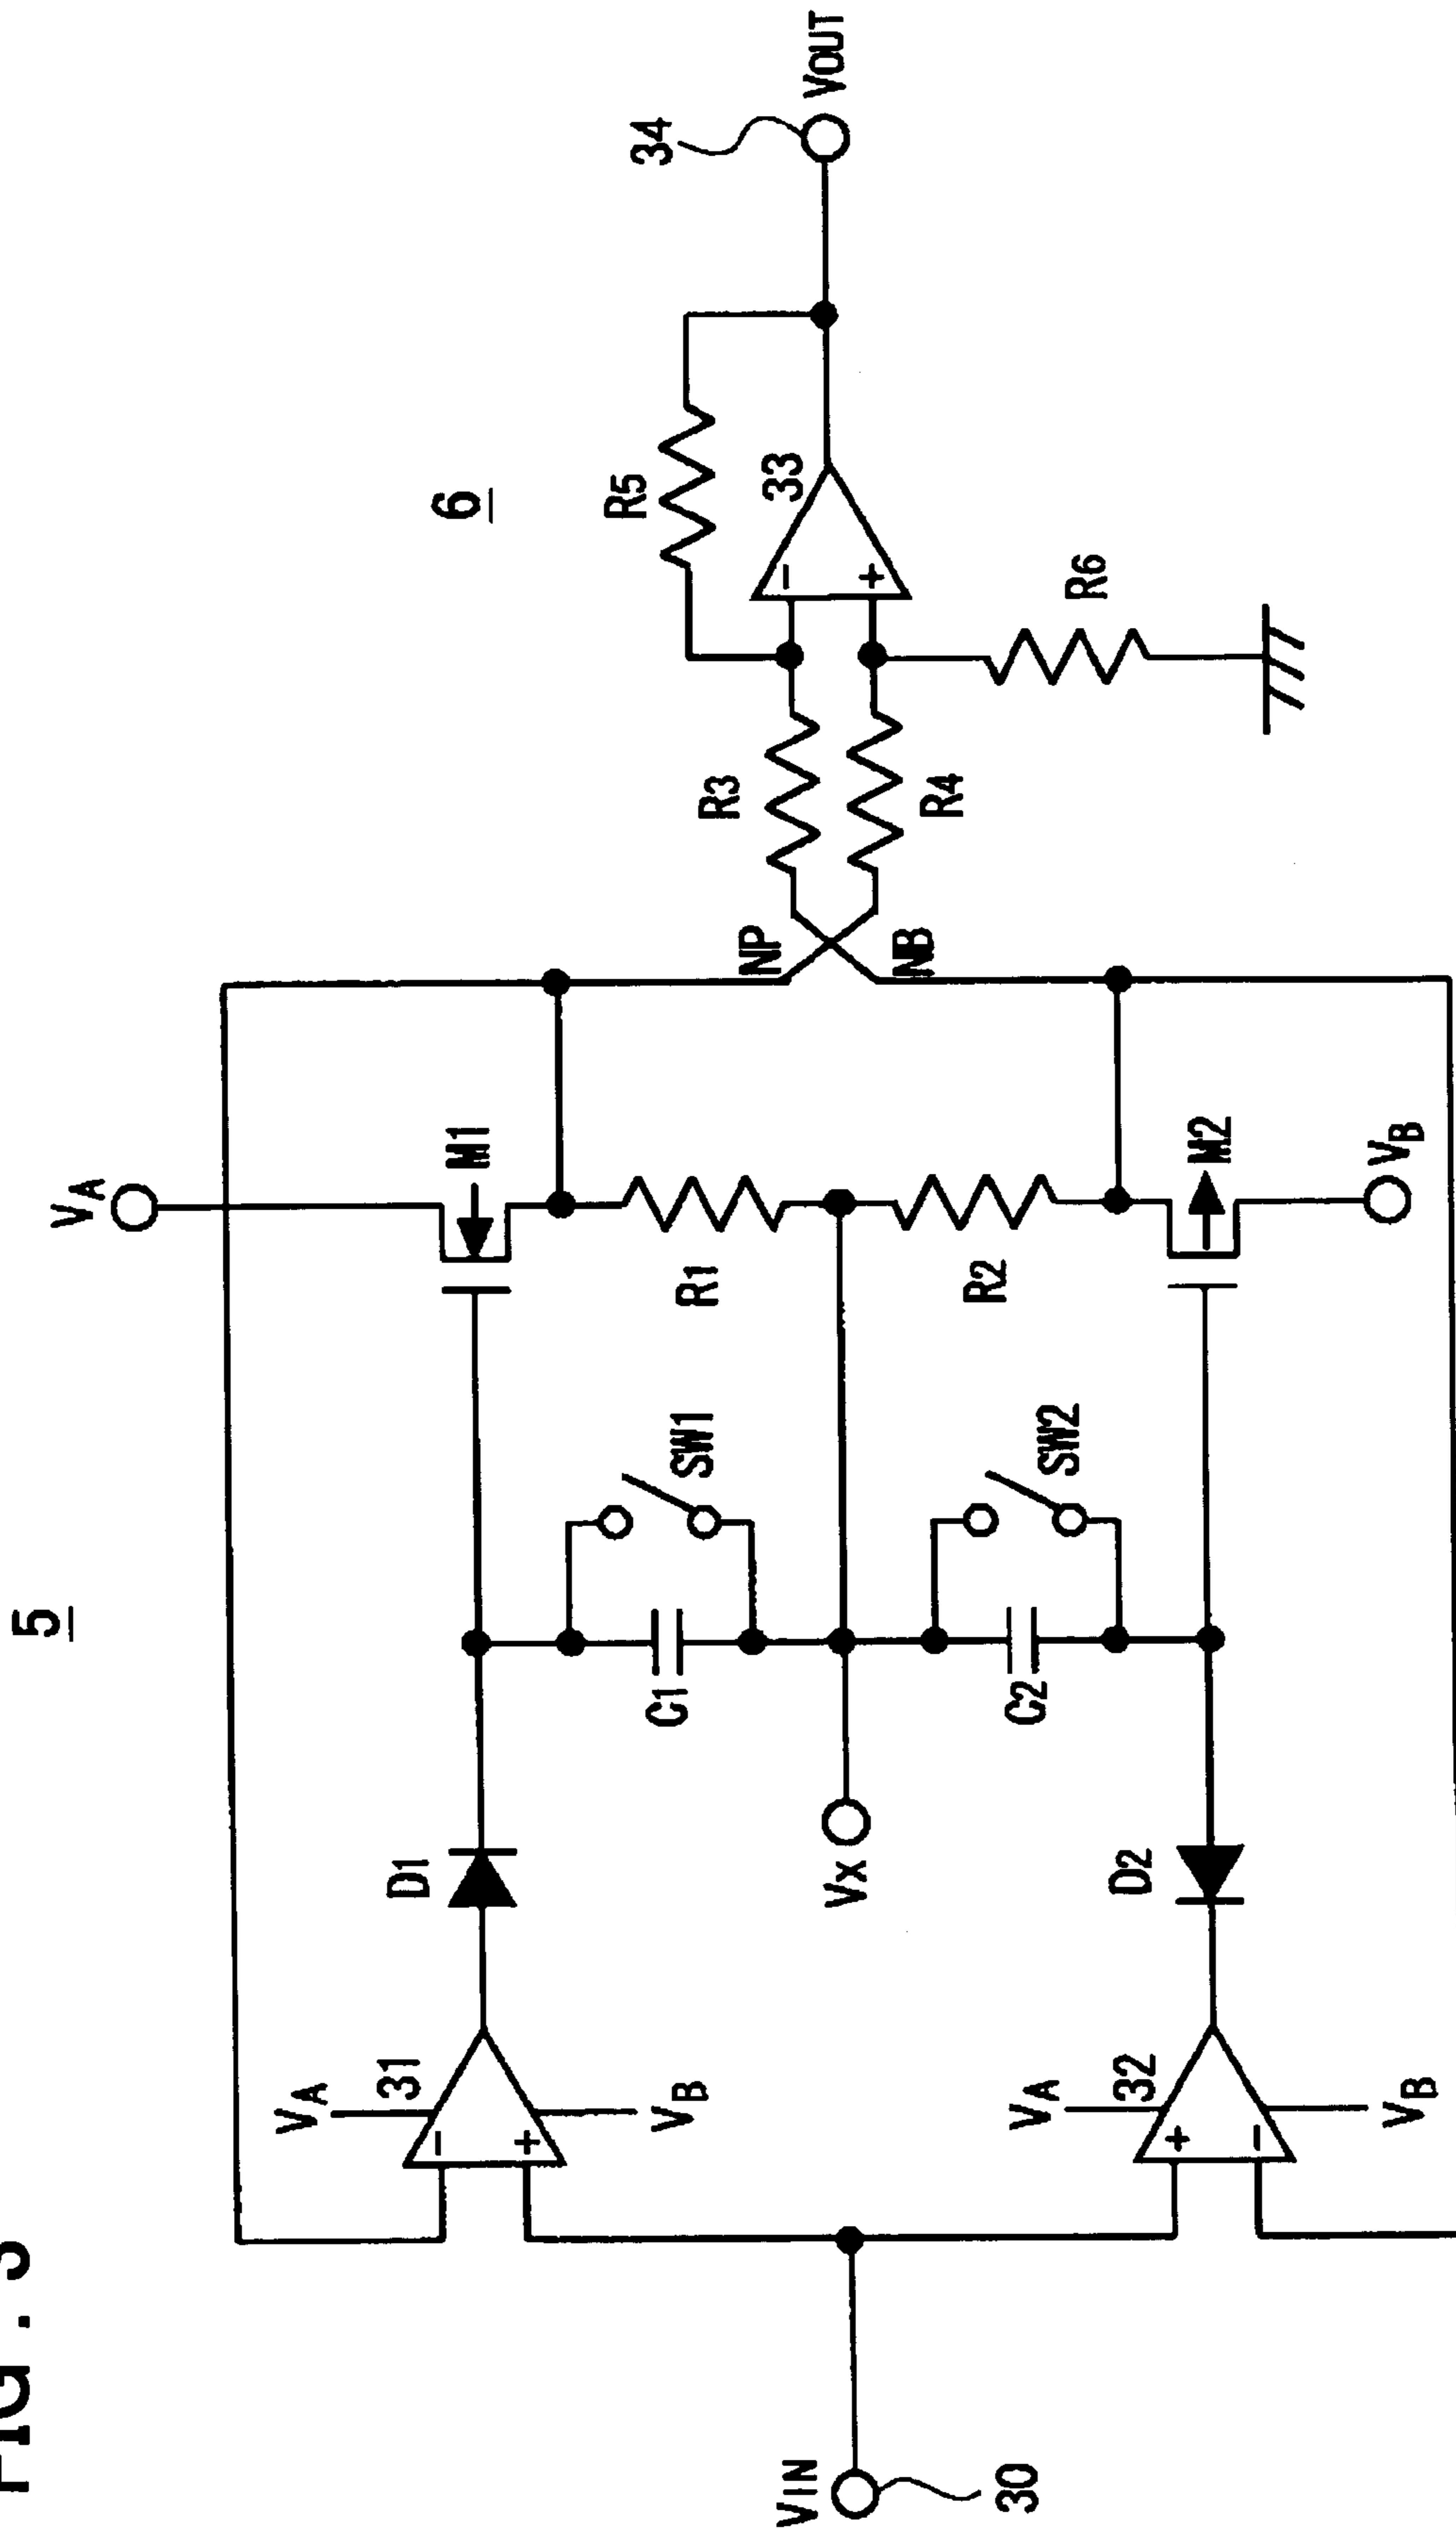 FIG. 3
5
6
VA
VA
31
VB
D1
M1
NP
R3
R5
33
-
+
34
VOUT
VIN
30
VX
C1
SW1
R1
C2
SW2
R2
NB
R4
R6
VA
32
VB
D2
M2
VB
-
+
+
-